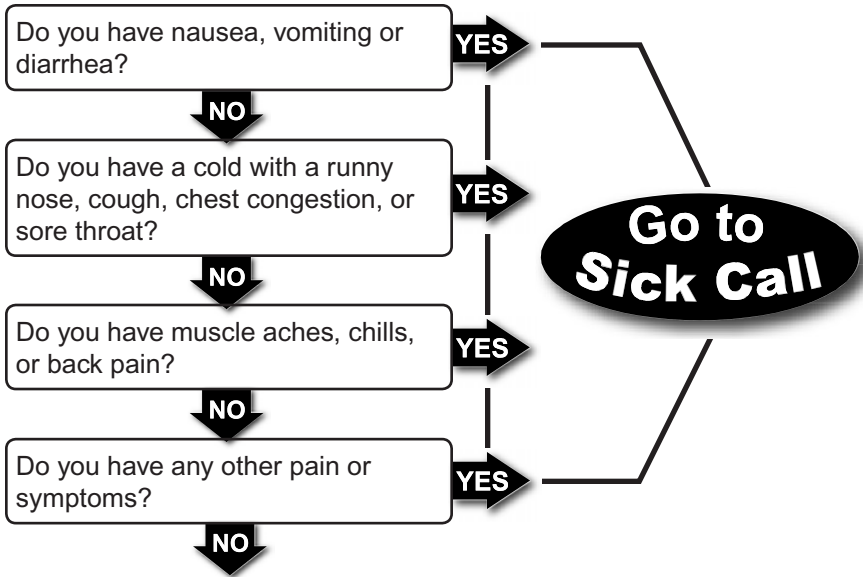 Do you have nausea, vomiting or
diarrhea?
YES
NO
Do you have a cold with a runny
nose, cough, chest congestion, or
sore throat?
YES
NO
Do you have muscle aches, chills,
or back pain?
YES
NO
Do you have any other pain or
symptoms?
YES
NO
Go to
Sick Call